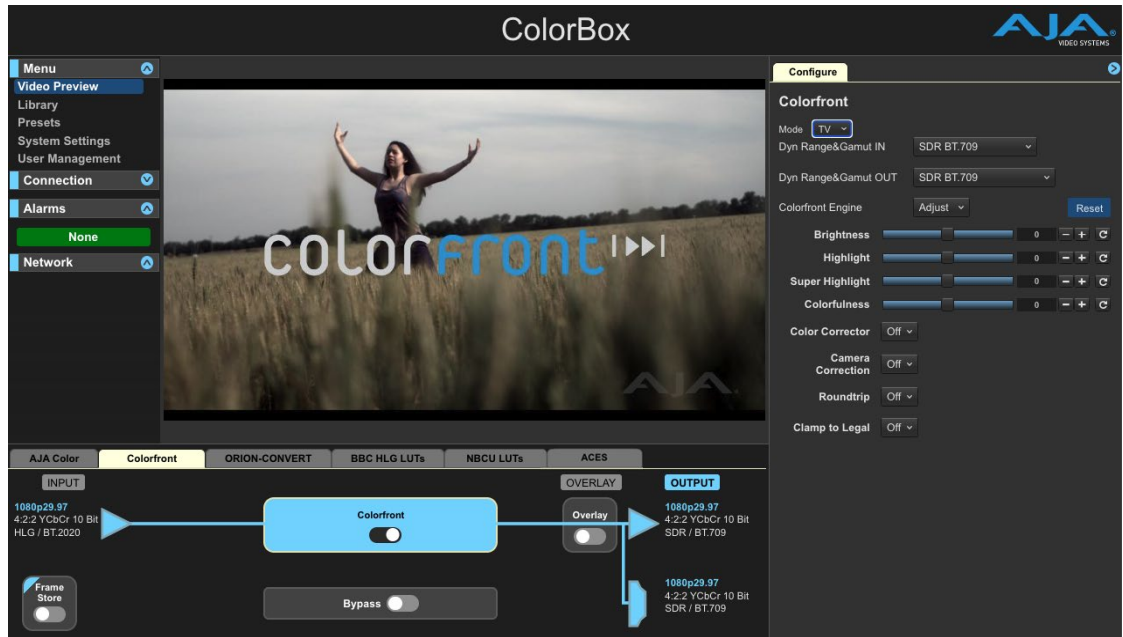 ColorBox
AJA
VIDEO SYSTEMS
Menu
Video Preview
Library
Presets
System Settings
User Management
Connection
Alarms
None
Network
colorfront
AJA
Configure
Colorfront
Mode TV
Dyn Range&Gamut IN SDR BT.709
Dyn Range&Gamut OUT SDR BT.709
Colorfront Engine Adjust Reset
Brightness 0 - + C
Highlight 0 - + C
Super Highlight 0 - + C
Colorfulness 0 - + C
Color Corrector Off
Camera
Correction Off
Roundtrip Off
Clamp to Legal Off
AJA Color Colorfront ORION-CONVERT BBC HLG LUTs NBCU LUTs ACES
INPUT OVERLAY OUTPUT
1080p29.97
4:2:2 YCbCr 10 Bit
HLG / BT.2020
Colorfront
Overlay
1080p29.97
4:2:2 YCbCr 10 Bit
SDR / BT.709
Frame
Store
Bypass
1080p29.97
4:2:2 YCbCr 10 Bit
SDR / BT.709